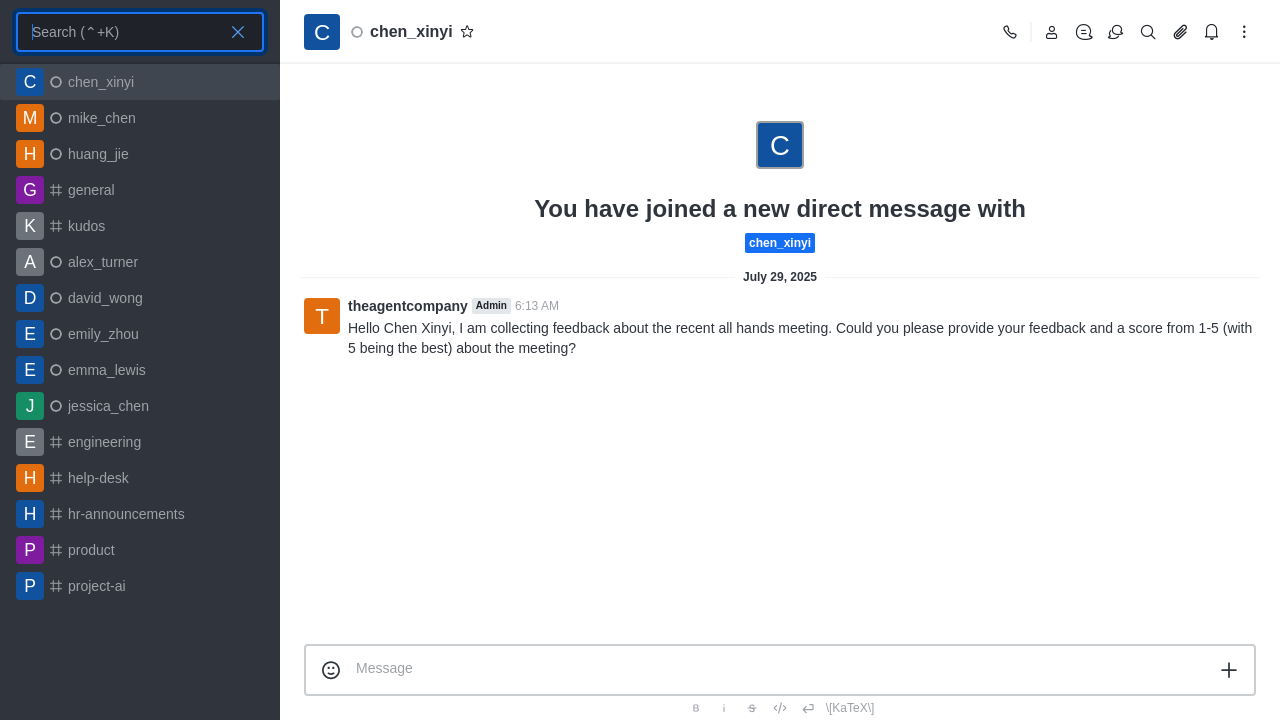 Search (⌃+K)
C chen_xinyi
M mike_chen
H huang_jie
G general
K kudos
A alex_turner
D david_wong
E emily_zhou
E emma_lewis
J jessica_chen
E engineering
H help-desk
H hr-announcements
P product
P project-ai
C chen_xinyi
C
You have joined a new direct message with
chen_xinyi
July 29, 2025
T theagentcompany Admin 6:13 AM
Hello Chen Xinyi, I am collecting feedback about the recent all hands meeting. Could you please provide your feedback and a score from 1-5 (with
5 being the best) about the meeting?
Message
B i S \[KaTeX\]